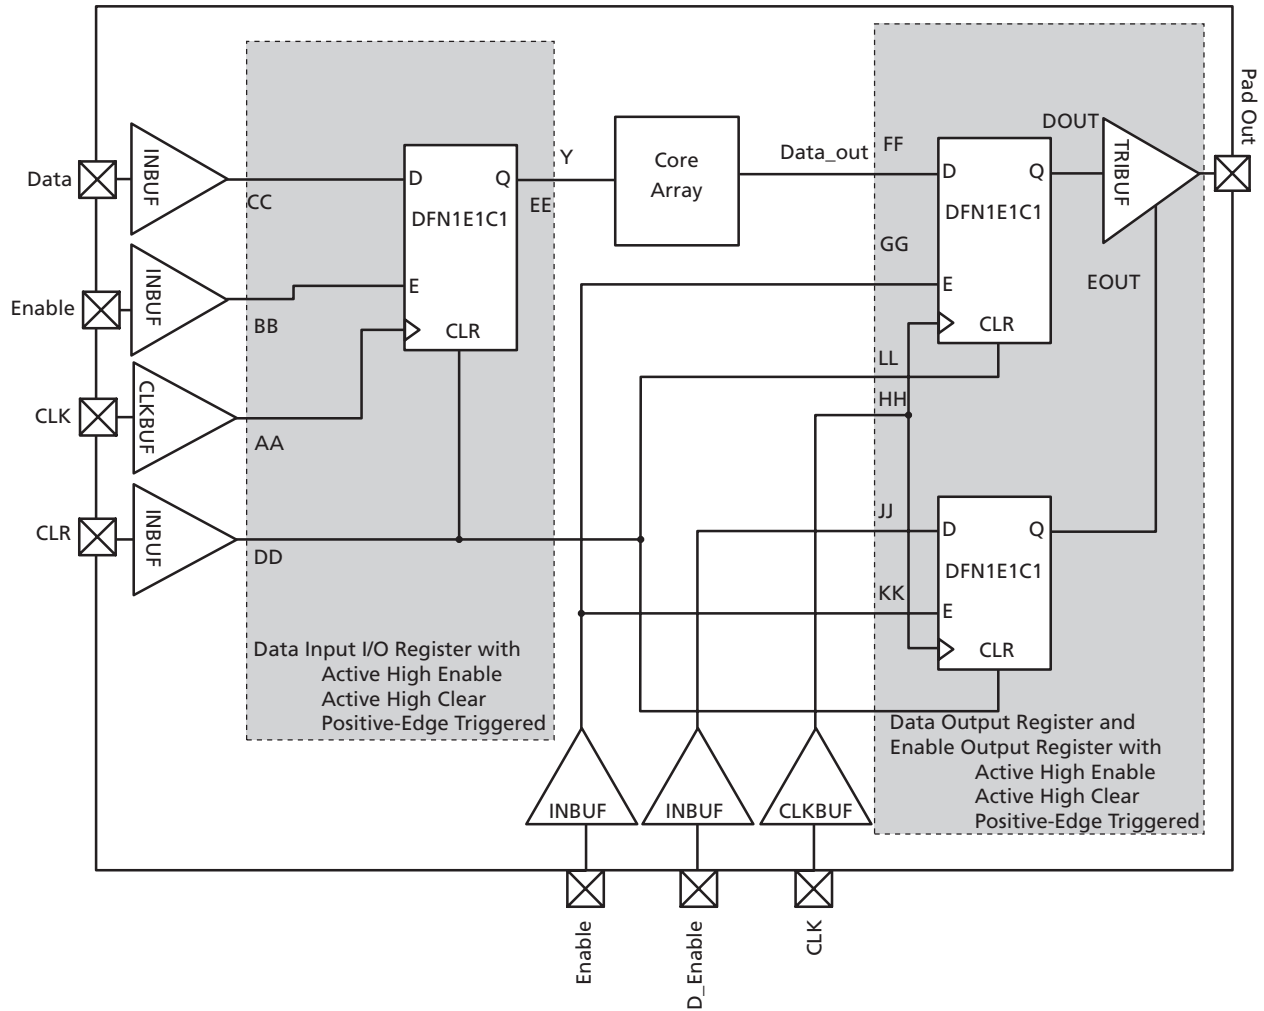 Pad Out
DOUT
Data
INBUF
CC
D
Q
DFN1E1C1
E
CLR
Y
EE
Core
Array
Data_out
FF
D
Q
DFN1E1C1
GG
E
CLR
TRIBUF
EOUT
Enable
INBUF
BB
CLK
CLKBUF
AA
LL
HH
CLR
INBUF
DD
JJ
D
Q
DFN1E1C1
KK
E
CLR
Data Input I/O Register with
Active High Enable
Active High Clear
Positive-Edge Triggered
Data Output Register and
Enable Output Register with
Active High Enable
Active High Clear
Positive-Edge Triggered
INBUF
INBUF
CLKBUF
Enable
D_Enable
CLK